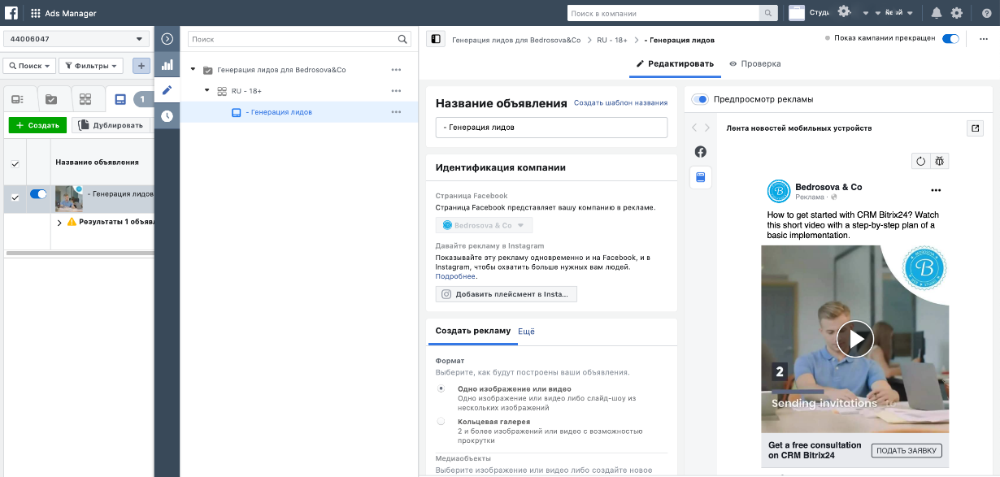 Ads Manager
Поиск в компании
Студь
44006047
Поиск
Фильтры
+
1
+ Создать
Дублировать
Название объявления
- Генерация лидов
Результаты 1 объявл
Поиск
Генерация лидов для Bedrosova&Co
RU - 18+
- Генерация лидов
Генерация лидов для Bedrosova&Co
RU - 18+
- Генерация лидов
Показ кампании прекращен
Редактировать
Проверка
Название объявления
Создать шаблон названия
- Генерация лидов
Идентификация компании
Страница Facebook
Страница Facebook представляет вашу компанию в рекламе.
Bedrosova & Co
Давайте рекламу в Instagram
Показывайте эту рекламу одновременно и на Facebook, и в
Instagram, чтобы охватить больше нужных вам людей.
Подробнее.
Добавить плейсмент в Insta...
Создать рекламу
Ещё
Формат
Выберите, как будут построены ваши объявления.
Одно изображение или видео
Одно изображение или видео либо слайд-шоу из
нескольких изображений
Кольцевая галерея
2 и более изображений или видео с возможностью
прокрутки
Медиаобъекты
Выберите изображение или видео либо создайте новое
Предпросмотр рекламы
Лента новостей мобильных устройств
Bedrosova & Co
Реклама ·
How to get started with CRM Bitrix24? Watch
this short video with a step-by-step plan of a
basic implementation.
B
2
Sending invitations
Get a free consultation
on CRM Bitrix24
ПОДАТЬ ЗАЯВКУ